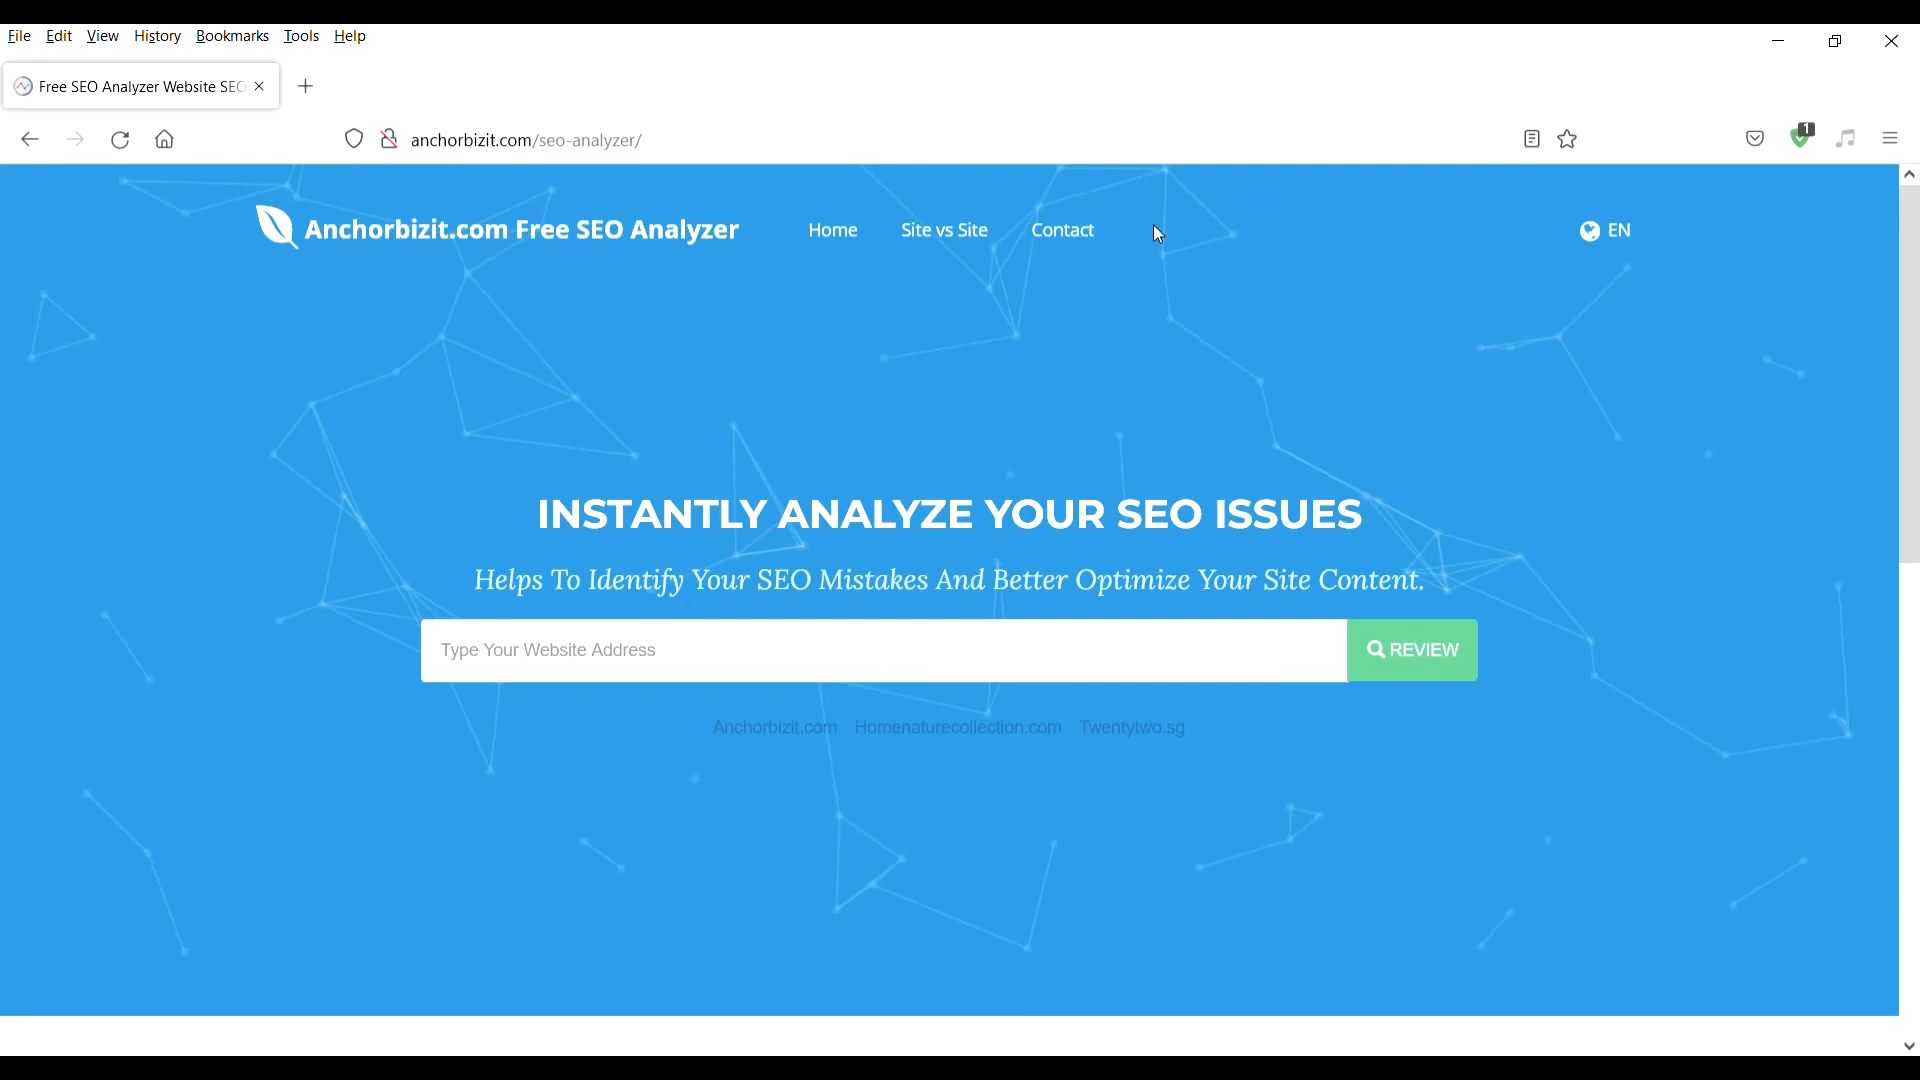 File Edit View History Bookmarks Tools Help
Free SEO Analyzer Website SEO
1
anchorbizit.com/seo-analyzer/
Anchorbizit.com Free SEO Analyzer Home Site vs Site Contact EN
INSTANTLY ANALYZE YOUR SEO ISSUES
Helps To Identify Your SEO Mistakes And Better Optimize Your Site Content.
Type Your Website Address REVIEW
Anchorbizit.com Homenaturecollection.com Twentytwo.sg